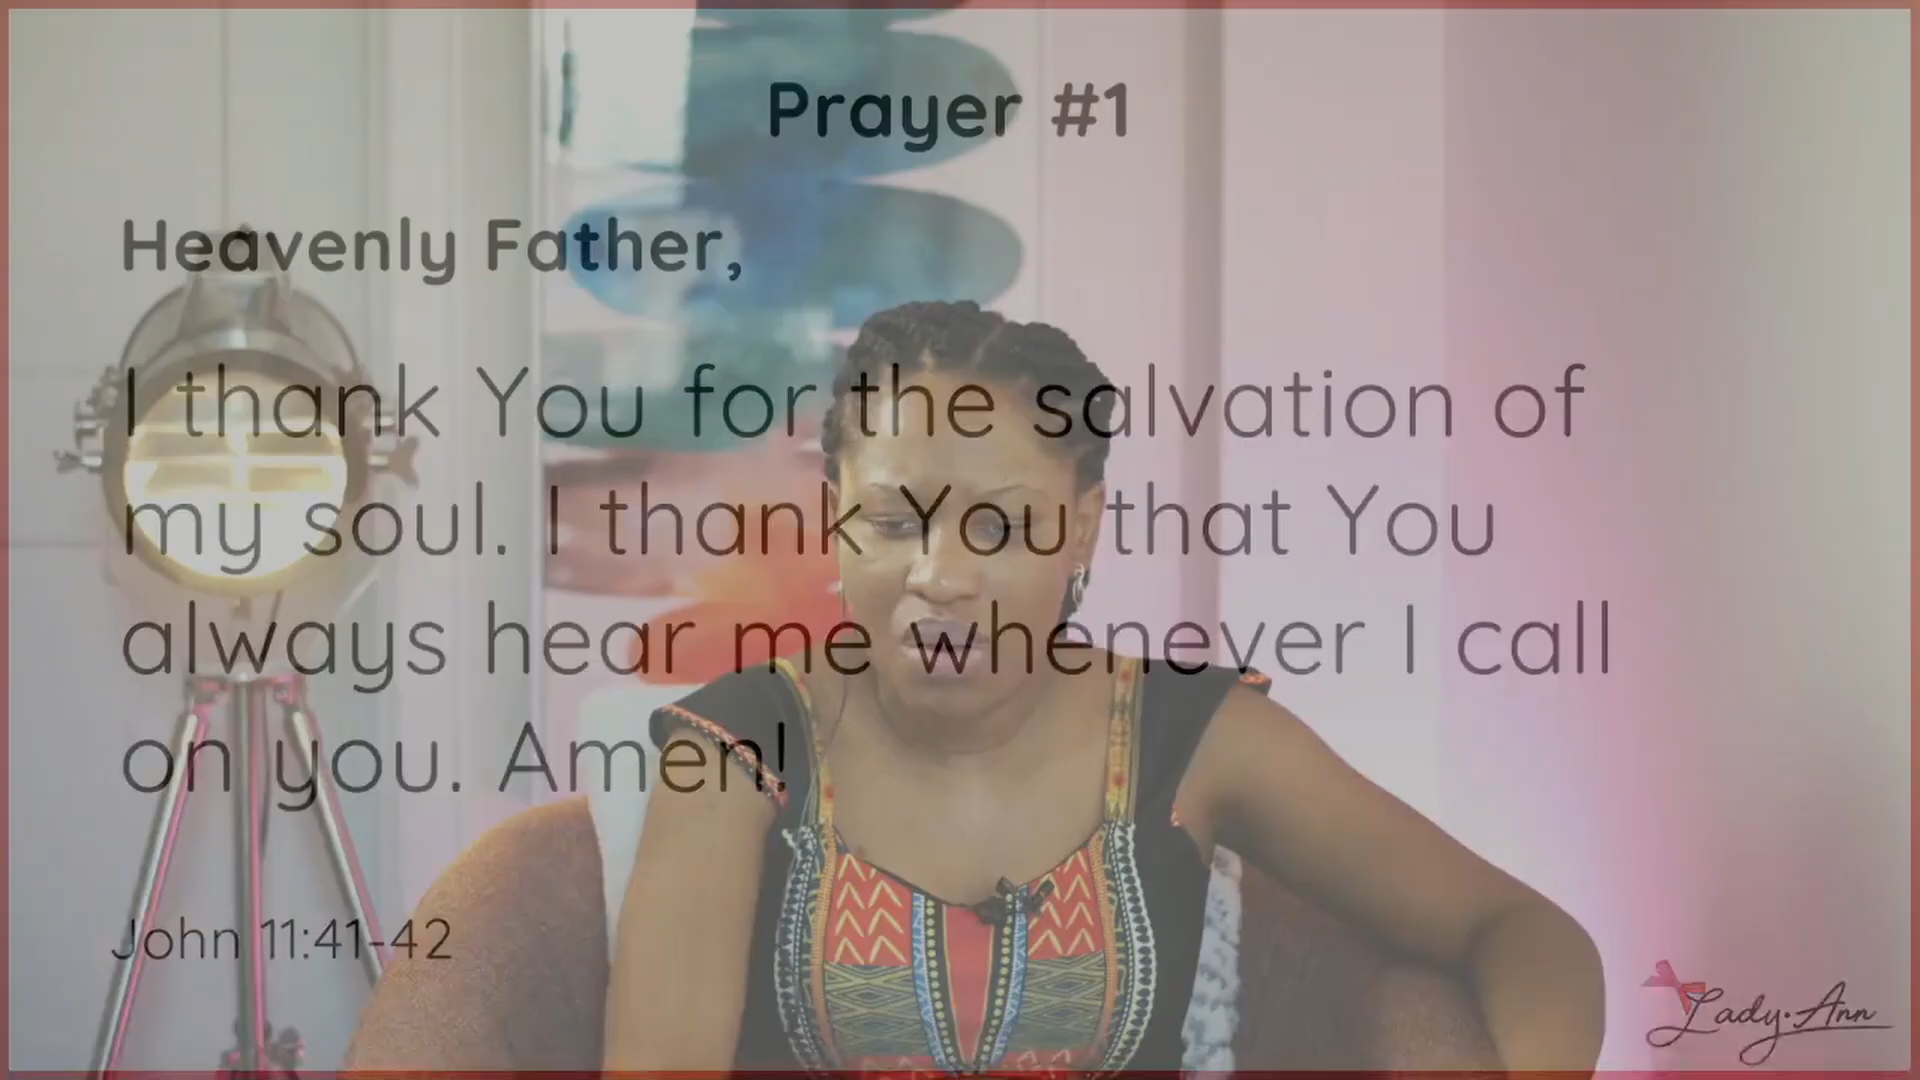 Prayer #1
Heavenly Father,
I thank You for the salvation of
my soul. I thank You that You
always hear me whenever I call
on you. Amen!
John 11:41-42
Lady·Ann